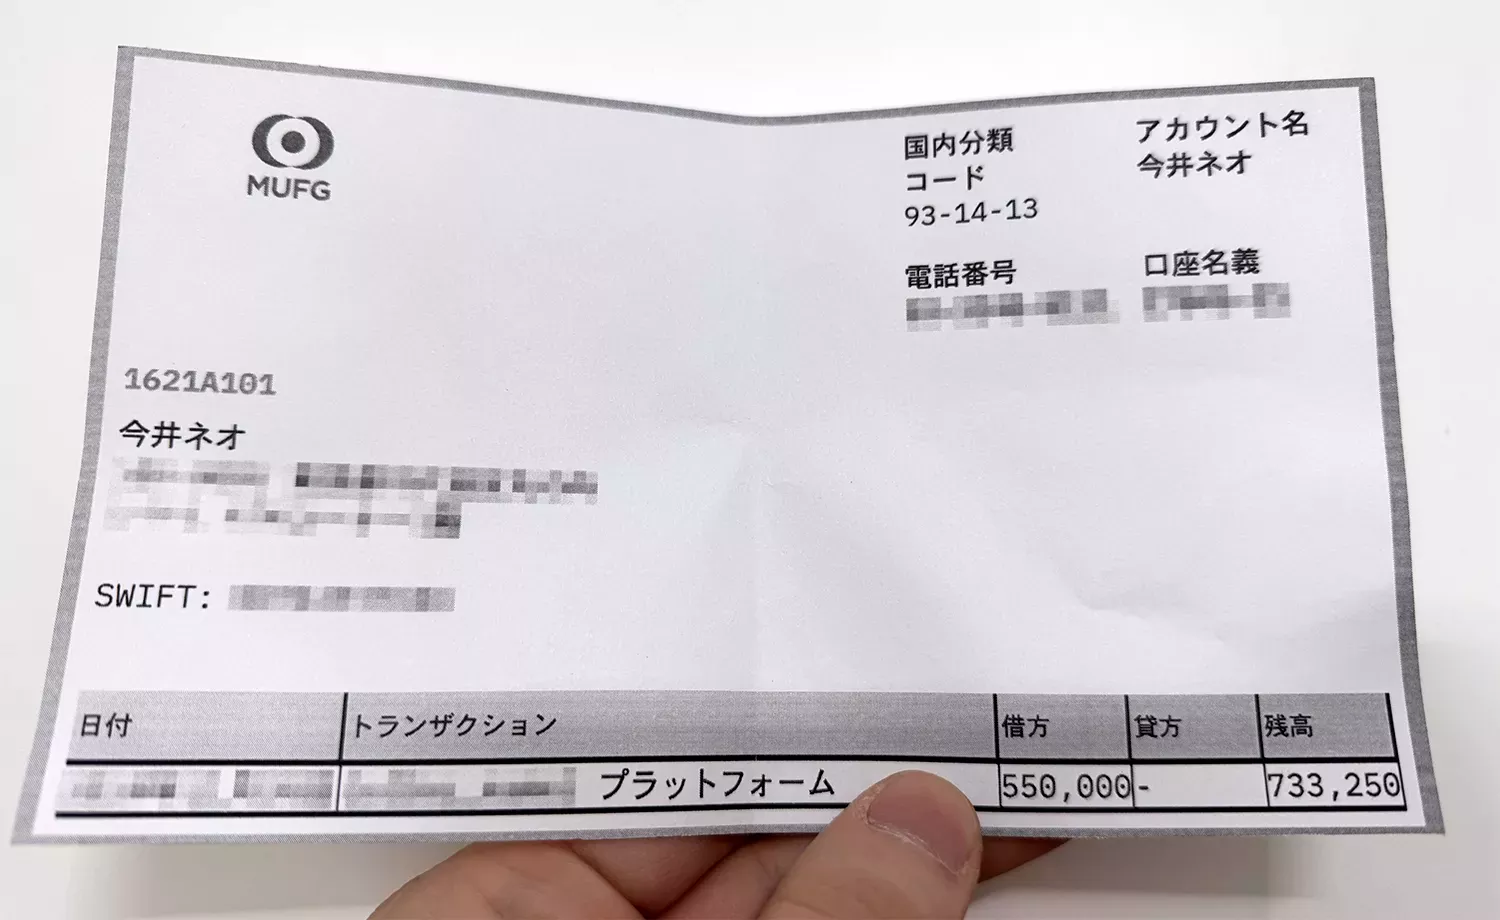 MUFG
国内分類
コード
93-14-13
アカウント名
今井ネオ
電話番号
口座名義
1621A101
今井ネオ
SWIFT:
日付 トランザクション 借方 貸方 残高
プラットフォーム 550,000 - 733,250